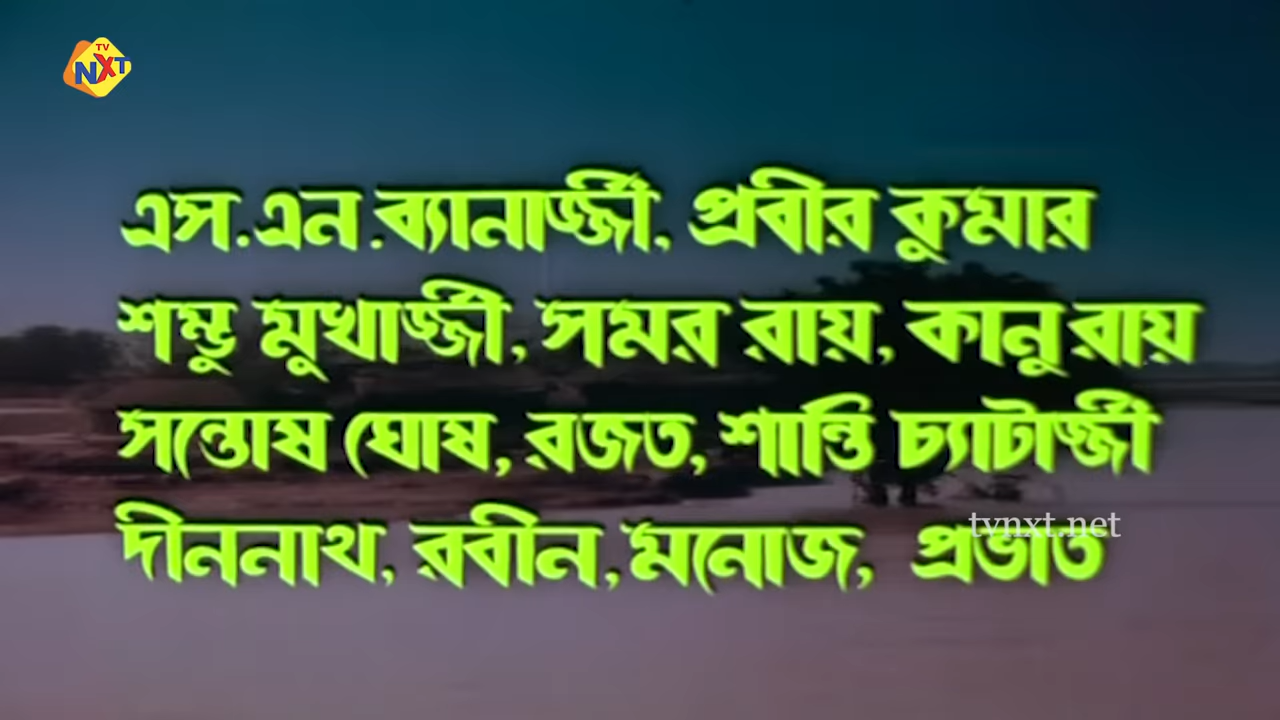 TV
NXT
এস.এন.ব্যানার্জ্জী, প্রবীর কুমার
শম্ভু মুখার্জ্জী, সমর রায়, কানু রায়
সন্তোষ ঘোষ, রজত, শান্তি চ্যাটার্জ্জী
tvnxt.net
দীননাথ, রবীন, মনোজ, প্রভাত